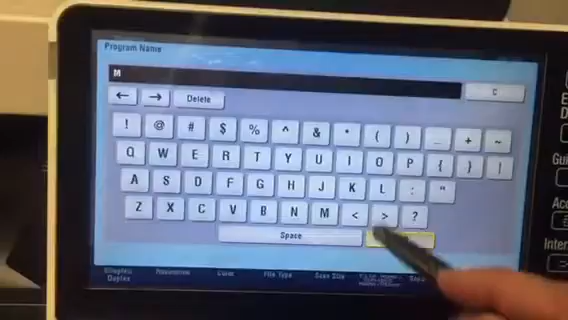 Program Name
M
C
← → Delete
! @ # $ % ^ & * ( ) _ + ~
Q W E R T Y U I O P { } |
A S D F G H J K L : "
Z X C V B N M < > ?
Space
Simplex/
Duplex
Resolution
Color
File Type
Scan Size